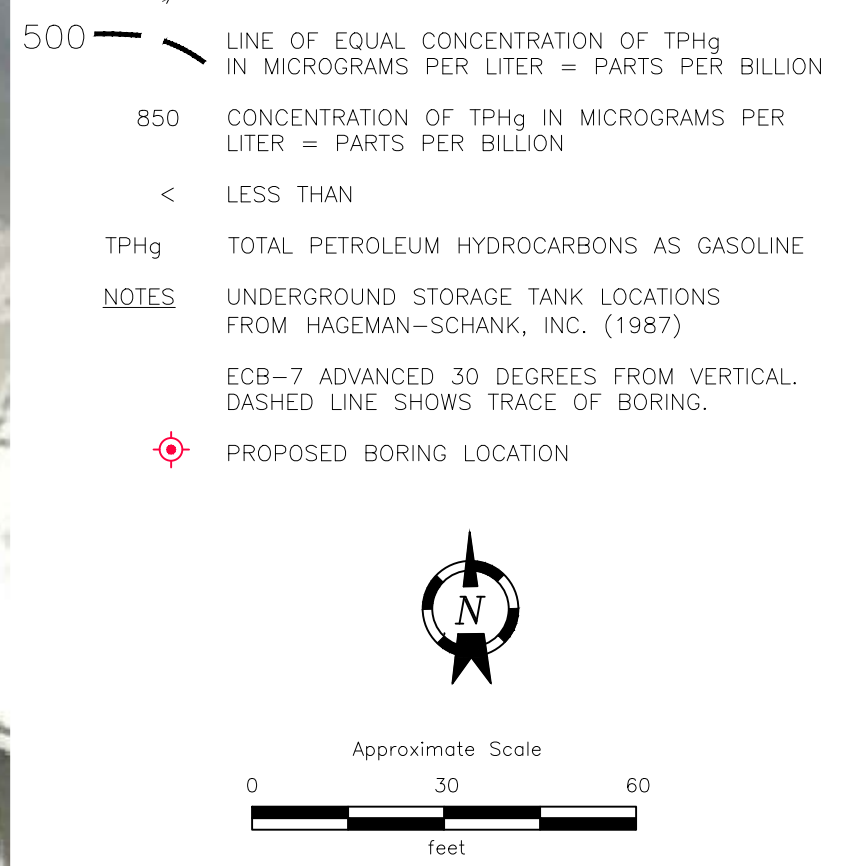 500 LINE OF EQUAL CONCENTRATION OF TPHg
IN MICROGRAMS PER LITER = PARTS PER BILLION
850 CONCENTRATION OF TPHg IN MICROGRAMS PER
LITER = PARTS PER BILLION
< LESS THAN
TPHg TOTAL PETROLEUM HYDROCARBONS AS GASOLINE
NOTES UNDERGROUND STORAGE TANK LOCATIONS
FROM HAGEMAN-SCHANK, INC. (1987)
ECB-7 ADVANCED 30 DEGREES FROM VERTICAL.
DASHED LINE SHOWS TRACE OF BORING.
PROPOSED BORING LOCATION
N
Approximate Scale
0 30 60
feet